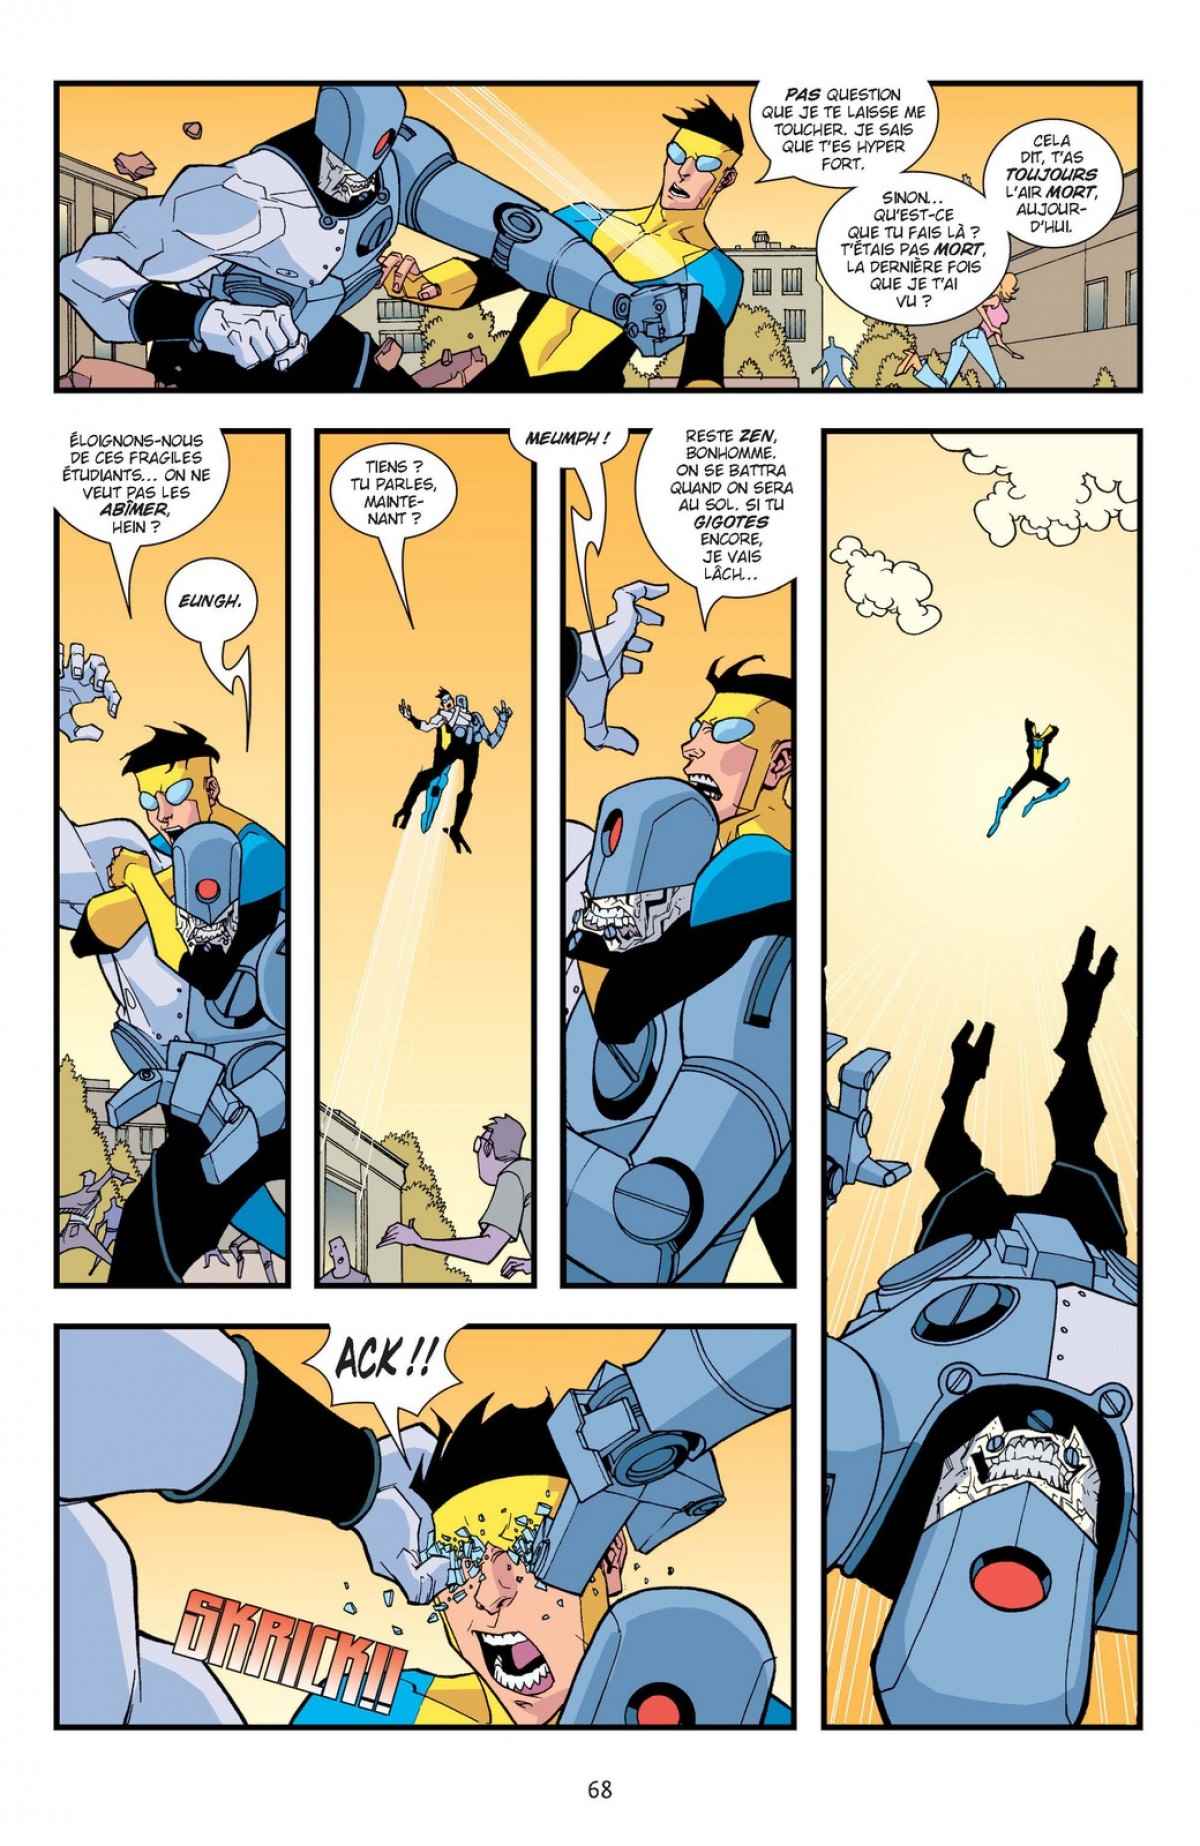 PAS QUESTION
QUE JE TE LAISSE ME
TOUCHER. JE SAIS
QUE T'ES HYPER
FORT.
SINON...
QU'EST-CE
QUE TU FAIS LÀ ?
T'ÉTAIS PAS MORT,
LA DERNIÈRE FOIS
QUE JE T'AI
VU ?
CELA
DIT, T'AS
TOUJOURS
L'AIR MORT,
AUJOUR-
D'HUI.
ÉLOIGNONS-NOUS
DE CES FRAGILES
ÉTUDIANTS... ON NE
VEUT PAS LES
ABÎMER,
HEIN ?
EUNGH.
TIENS ?
TU PARLES,
MAINTE-
NANT ?
MEUMPH !
RESTE ZEN,
BONHOMME.
ON SE BATTRA
QUAND ON SERA
AU SOL. SI TU
GIGOTES
ENCORE,
JE VAIS
LÂCH...
ACK !!
SKRICK!!
68